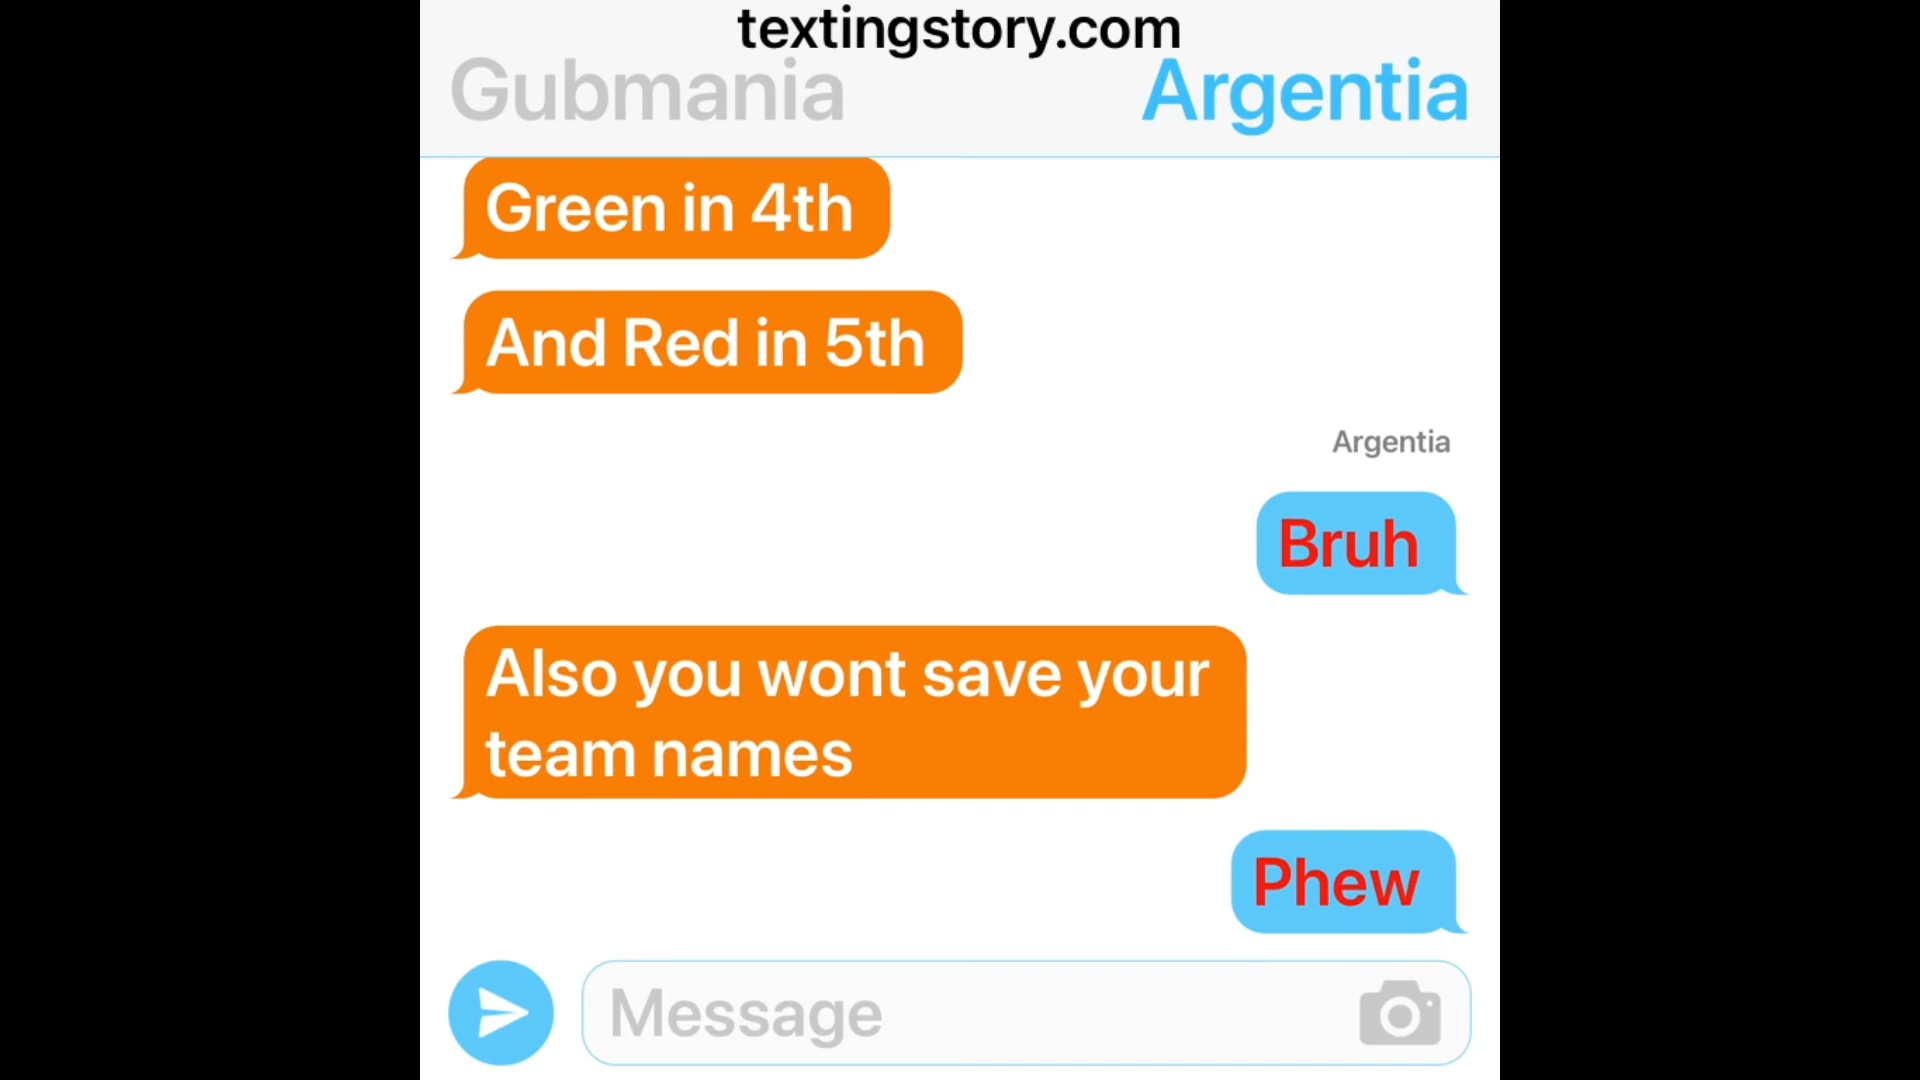 textingstory.com
Gubmania
Argentia
Green in 4th
And Red in 5th
Argentia
Bruh
Also you wont save your
team names
Phew
Message